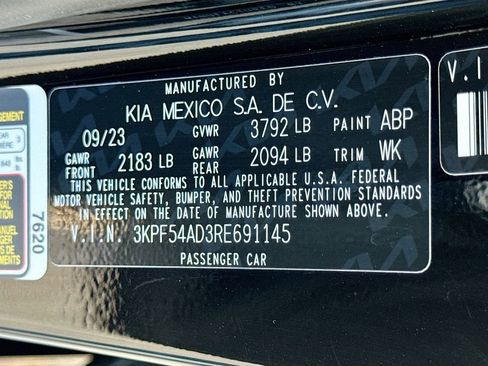 MANUFACTURED BY
KIA MEXICO S.A. DE C.V.
09/23 GVWR 3792 LB PAINT ABP
GAWR FRONT 2183 LB GAWR REAR 2094 LB TRIM WK
THIS VEHICLE CONFORMS TO ALL APPLICABLE U.S.A. FEDERAL
MOTOR VEHICLE SAFETY, BUMPER, AND THEFT PREVENTION STANDARDS
IN EFFECT ON THE DATE OF MANUFACTURE SHOWN ABOVE.
V.I.N. 3KPF54AD3RE691145
PASSENGER CAR
7620
V.I